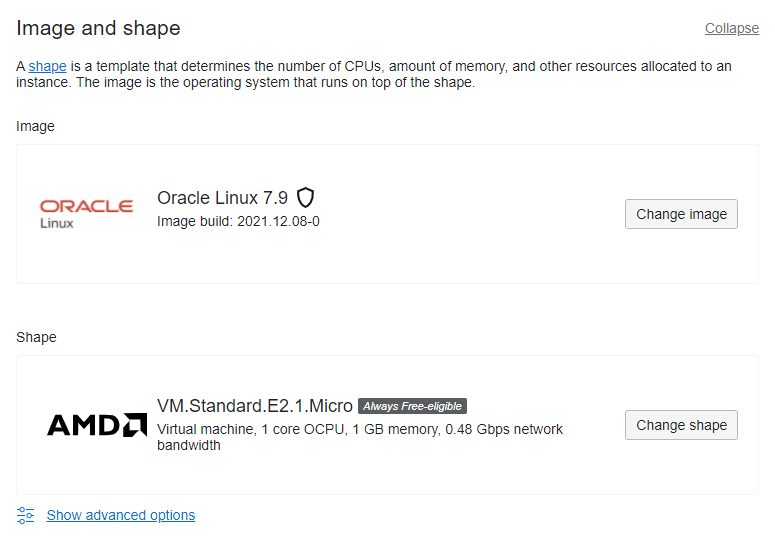 Image and shape
Collapse
A shape is a template that determines the number of CPUs, amount of memory, and other resources allocated to an
instance. The image is the operating system that runs on top of the shape.
Image
ORACLE
Linux
Oracle Linux 7.9
Image build: 2021.12.08-0
Change image
Shape
AMD
VM.Standard.E2.1.Micro Always Free-eligible
Virtual machine, 1 core OCPU, 1 GB memory, 0.48 Gbps network
bandwidth
Change shape
Show advanced options